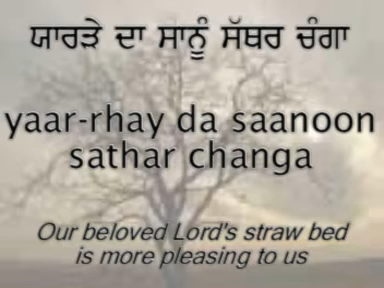 ਯਾਰੜੇ ਦਾ ਸਾਨੂੰ ਸੱਥਰ ਚੰਗਾ
yaar-rhay da saanoon
sathar changa
Our beloved Lord's straw bed
is more pleasing to us